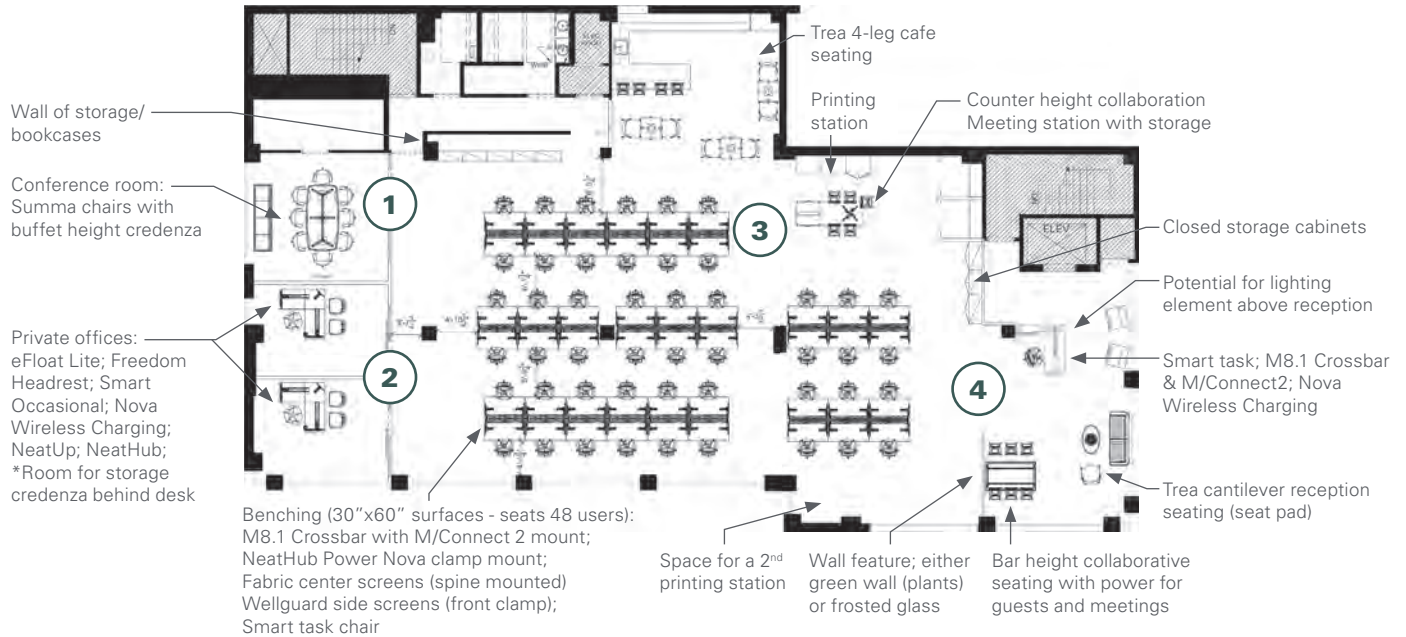 Trea 4-leg cafe
seating
Wall of storage/
bookcases
Printing
station
Counter height collaboration
Meeting station with storage
Conference room:
Summa chairs with
buffet height credenza
1
3
ELEV
Closed storage cabinets
Potential for lighting
element above reception
Private offices:
eFloat Lite; Freedom
Headrest; Smart
Occasional; Nova
Wireless Charging;
NeatUp; NeatHub;
*Room for storage
credenza behind desk
2
4
Smart task; M8.1 Crossbar
& M/Connect2; Nova
Wireless Charging
Trea cantilever reception
seating (seat pad)
Benching (30”x60” surfaces - seats 48 users):
M8.1 Crossbar with M/Connect 2 mount;
NeatHub Power Nova clamp mount;
Fabric center screens (spine mounted)
Wellguard side screens (front clamp);
Smart task chair
Space for a 2nd
printing station
Wall feature; either
green wall (plants)
or frosted glass
Bar height collaborative
seating with power for
guests and meetings